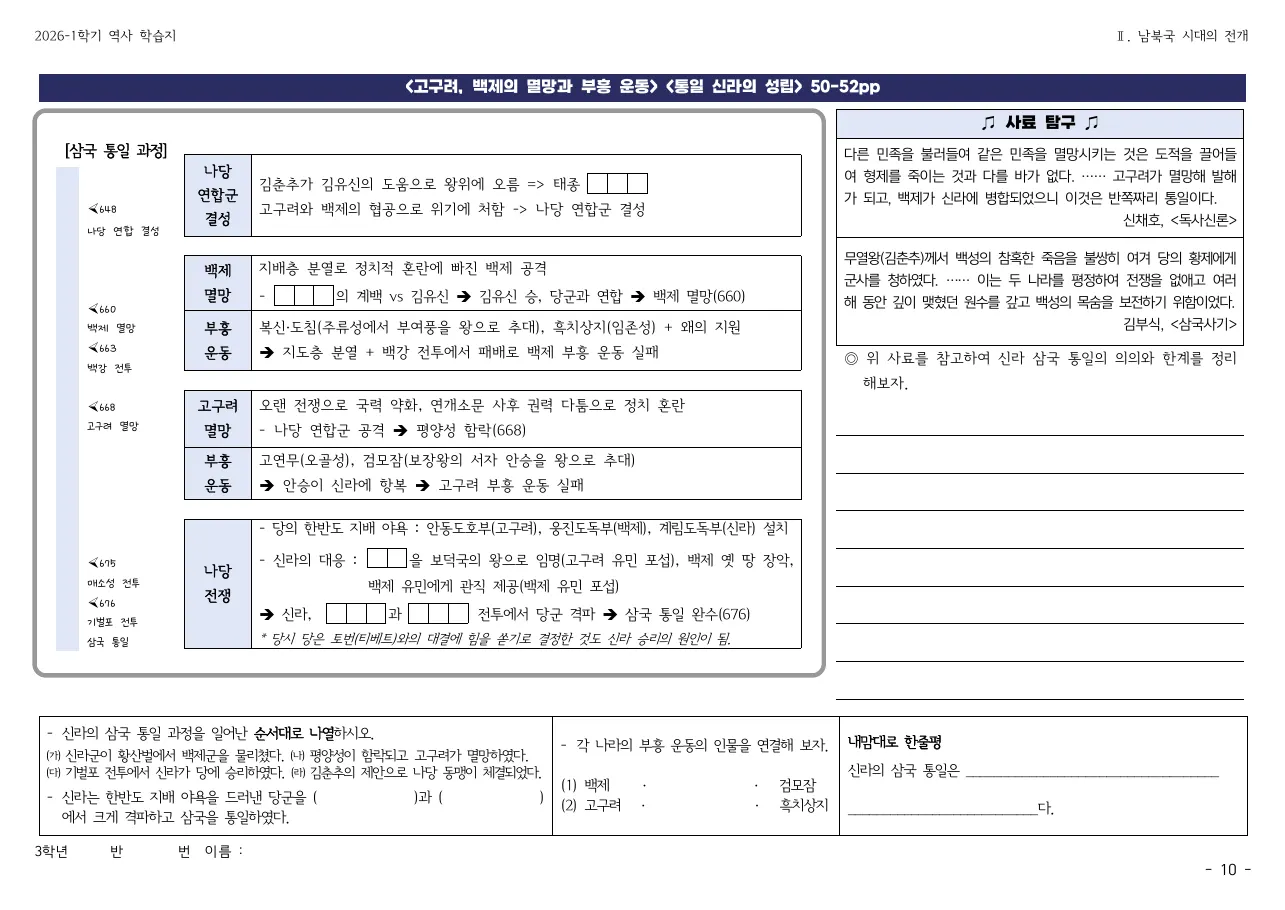 2026-1학기 역사 학습지
Ⅱ. 남북국 시대의 전개
<고구려, 백제의 멸망과 부흥 운동> <통일 신라의 성립> 50-52pp
[삼국 통일 과정]
⮘648
나당 연합 결성
⮘660
백제 멸망
⮘663
백강 전투
⮘668
고구려 멸망
⮘675
매소성 전투
⮘676
기벌포 전투
삼국 통일
나당
연합군
결성
김춘추가 김유신의 도움으로 왕위에 오름 => 태종
고구려와 백제의 협공으로 위기에 처함 -> 나당 연합군 결성
백제
멸망
지배층 분열로 정치적 혼란에 빠진 백제 공격
- 의 계백 vs 김유신 ➔ 김유신 승, 당군과 연합 ➔ 백제 멸망(660)
부흥
운동
복신·도침(주류성에서 부여풍을 왕으로 추대), 흑치상지(임존성) + 왜의 지원
➔ 지도층 분열 + 백강 전투에서 패배로 백제 부흥 운동 실패
고구려
멸망
오랜 전쟁으로 국력 약화, 연개소문 사후 권력 다툼으로 정치 혼란
- 나당 연합군 공격 ➔ 평양성 함락(668)
부흥
운동
고연무(오골성), 검모잠(보장왕의 서자 안승을 왕으로 추대)
➔ 안승이 신라에 항복 ➔ 고구려 부흥 운동 실패
나당
전쟁
- 당의 한반도 지배 야욕 : 안동도호부(고구려), 웅진도독부(백제), 계림도독부(신라) 설치
- 신라의 대응 : 을 보덕국의 왕으로 임명(고구려 유민 포섭), 백제 옛 땅 장악,
백제 유민에게 관직 제공(백제 유민 포섭)
➔ 신라, 과 전투에서 당군 격파 ➔ 삼국 통일 완수(676)
* 당시 당은 토번(티베트)와의 대결에 힘을 쏟기로 결정한 것도 신라 승리의 원인이 됨.
♫ 사료 탐구 ♫
다른 민족을 불러들여 같은 민족을 멸망시키는 것은 도적을 끌어들
여 형제를 죽이는 것과 다를 바가 없다. …… 고구려가 멸망해 발해
가 되고, 백제가 신라에 병합되었으니 이것은 반쪽짜리 통일이다.
신채호, <독사신론>
무열왕(김춘추)께서 백성의 참혹한 죽음을 불쌍히 여겨 당의 황제에게
군사를 청하였다. …… 이는 두 나라를 평정하여 전쟁을 없애고 여러
해 동안 깊이 맺혔던 원수를 갚고 백성의 목숨을 보전하기 위함이었다.
김부식, <삼국사기>
◎ 위 사료를 참고하여 신라 삼국 통일의 의의와 한계를 정리
해보자.
- 신라의 삼국 통일 과정을 일어난 순서대로 나열하시오.
㈎ 신라군이 황산벌에서 백제군을 물리쳤다. ㈏ 평양성이 함락되고 고구려가 멸망하였다.
㈐ 기벌포 전투에서 신라가 당에 승리하였다. ㈑ 김춘추의 제안으로 나당 동맹이 체결되었다.
- 신라는 한반도 지배 야욕을 드러낸 당군을 ( )과 ( )
에서 크게 격파하고 삼국을 통일하였다.
- 각 나라의 부흥 운동의 인물을 연결해 보자.
(1) 백제 · · 검모잠
(2) 고구려 · · 흑치상지
내맘대로 한줄평
신라의 삼국 통일은 ________________________________
________________________다.
3학년 반 번 이름 :
- 10 -